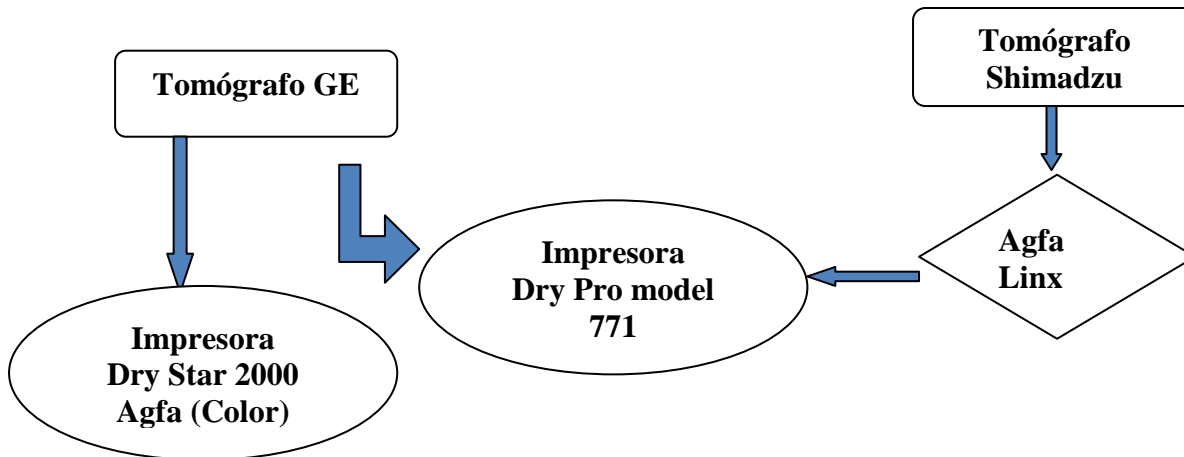 Tomógrafo GE
Tomógrafo
Shimadzu
Impresora
Dry Pro model
771
Agfa
Linx
Impresora
Dry Star 2000
Agfa (Color)